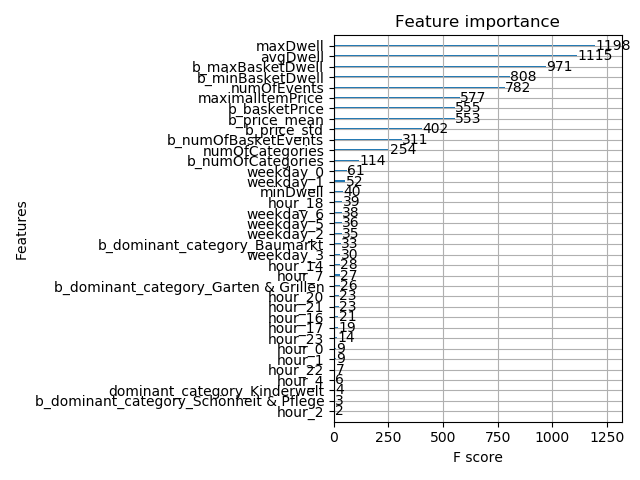 Feature importance
maxDwell 1198
avgDwell 1115
b_maxBasketDwell 971
b_minBasketDwell 808
numOfEvents 782
maximalItemPrice 577
b_basketPrice 555
b_price_mean 553
b_price_std 402
b_numOfBasketEvents 311
numOfCategories 254
b_numOfCategories 114
weekday_0 61
weekday_1 52
minDwell 40
hour_18 39
weekday_6 38
weekday_5 36
weekday_2 35
b_dominant_category_Baumarkt 33
weekday_3 30
hour_14 28
hour_7 27
b_dominant_category_Garten & Grillen 26
hour_20 23
hour_21 23
hour_16 21
hour_17 19
hour_23 14
hour_0 9
hour_1 9
hour_22 7
hour_4 6
dominant_category_Kinderwelt 4
b_dominant_category_Schönheit & Pflege 3
hour_2 2
Features
0 250 500 750 1000 1250
F score